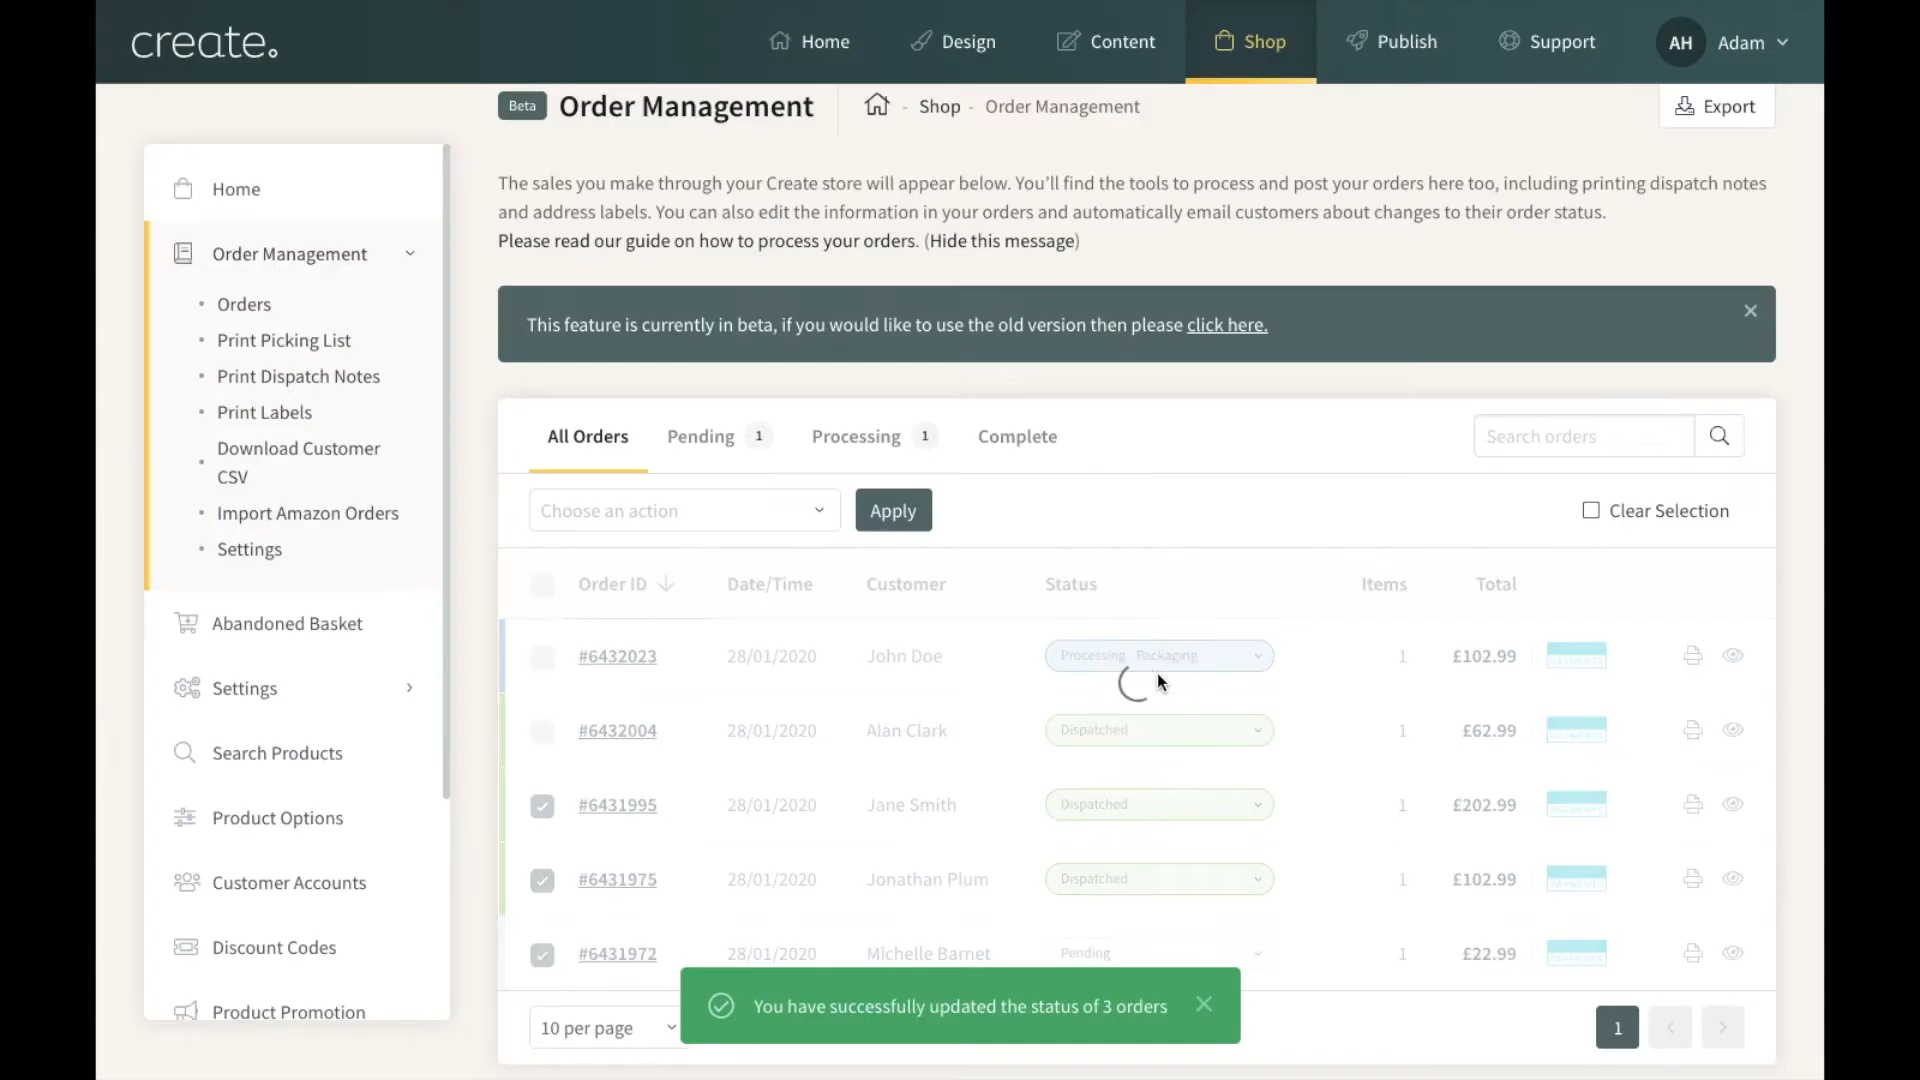 create.
Home
Design
Content
Shop
Publish
Support
AH
Adam
Beta
Order Management
- Shop - Order Management
Export
Home
Order Management
• Orders
• Print Picking List
• Print Dispatch Notes
• Print Labels
• Download Customer
CSV
• Import Amazon Orders
• Settings
Abandoned Basket
Settings
Search Products
Product Options
Customer Accounts
Discount Codes
Product Promotion
The sales you make through your Create store will appear below. You’ll find the tools to process and post your orders here too, including printing dispatch notes
and address labels. You can also edit the information in your orders and automatically email customers about changes to their order status.
Please read our guide on how to process your orders. (Hide this message)
This feature is currently in beta, if you would like to use the old version then please click here.
All Orders Pending 1 Processing 1 Complete
Search orders
Choose an action
Apply
Clear Selection
Order ID Date/Time Customer Status Items Total
#6432023 28/01/2020 John Doe Processing Packaging 1 £102.99
#6432004 28/01/2020 Alan Clark Dispatched 1 £62.99
#6431995 28/01/2020 Jane Smith Dispatched 1 £202.99
#6431975 28/01/2020 Jonathan Plum Dispatched 1 £102.99
#6431972 28/01/2020 Michelle Barnet Pending 1 £22.99
You have successfully updated the status of 3 orders
10 per page
1